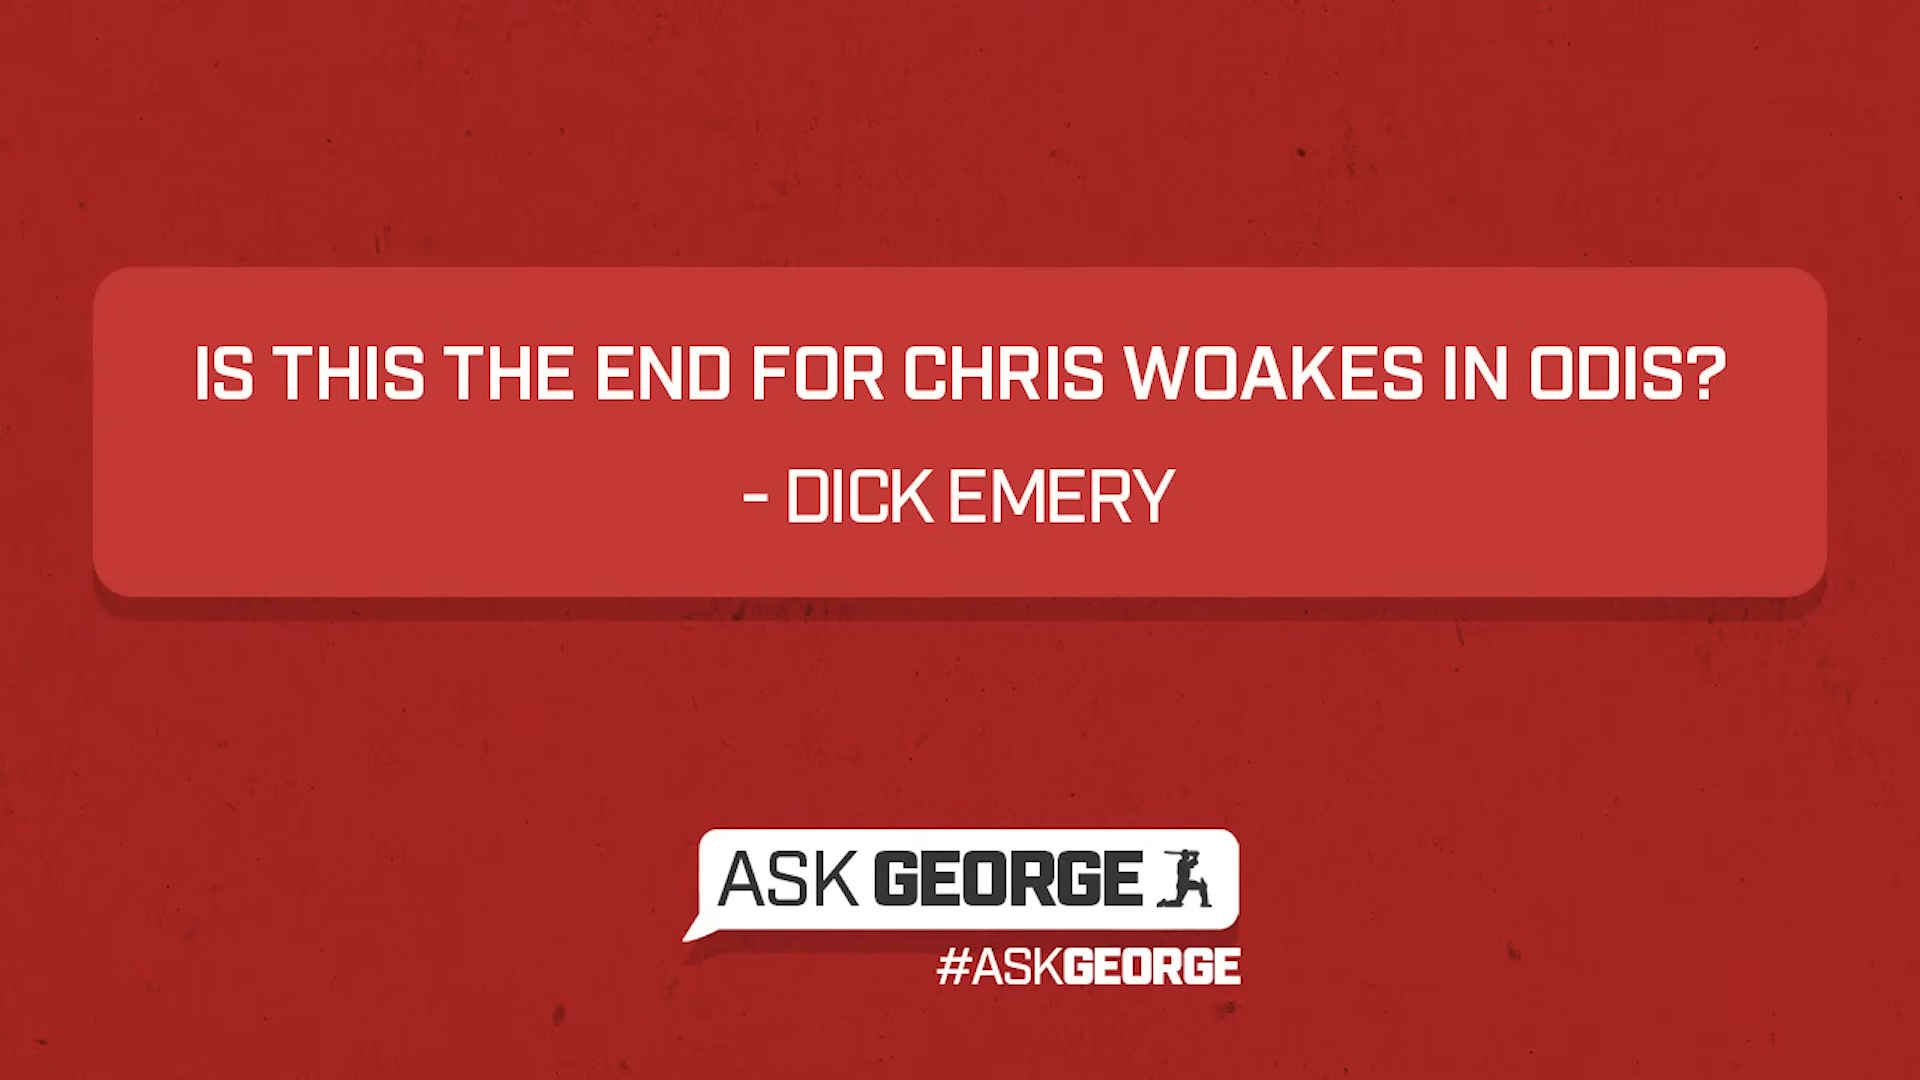 IS THIS THE END FOR CHRIS WOAKES IN ODIS?
- DICK EMERY
ASK GEORGE
#ASKGEORGE